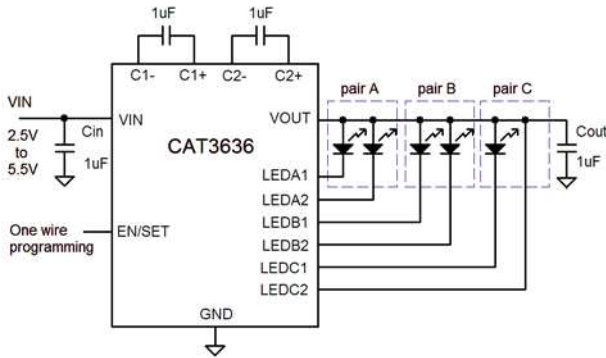 1uF
1uF
C1- C1+ C2- C2+
pair A pair B pair C
VIN
VIN
VOUT
Cin
Cout
2.5V
to
5.5V
1uF
CAT3636
1uF
LEDA1
LEDA2
One wire
programming
EN/SET
LEDB1
LEDB2
LEDC1
LEDC2
GND